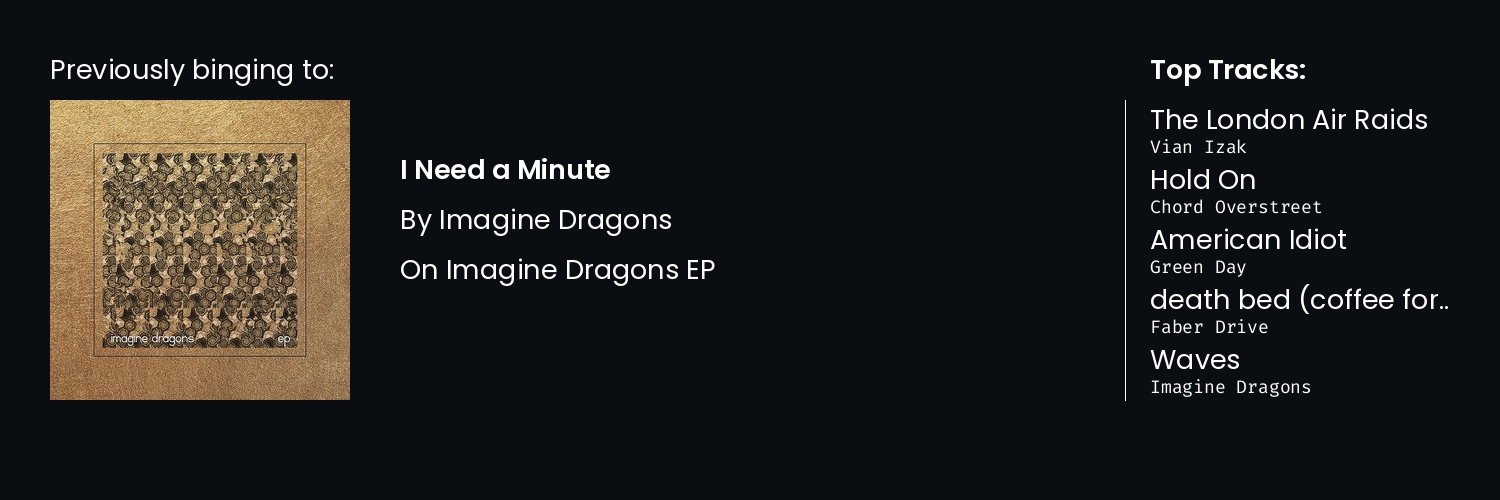 Previously binging to:
imagine dragons ep
I Need a Minute
By Imagine Dragons
On Imagine Dragons EP
Top Tracks:
The London Air Raids
Vian Izak
Hold On
Chord Overstreet
American Idiot
Green Day
death bed (coffee for..
Faber Drive
Waves
Imagine Dragons